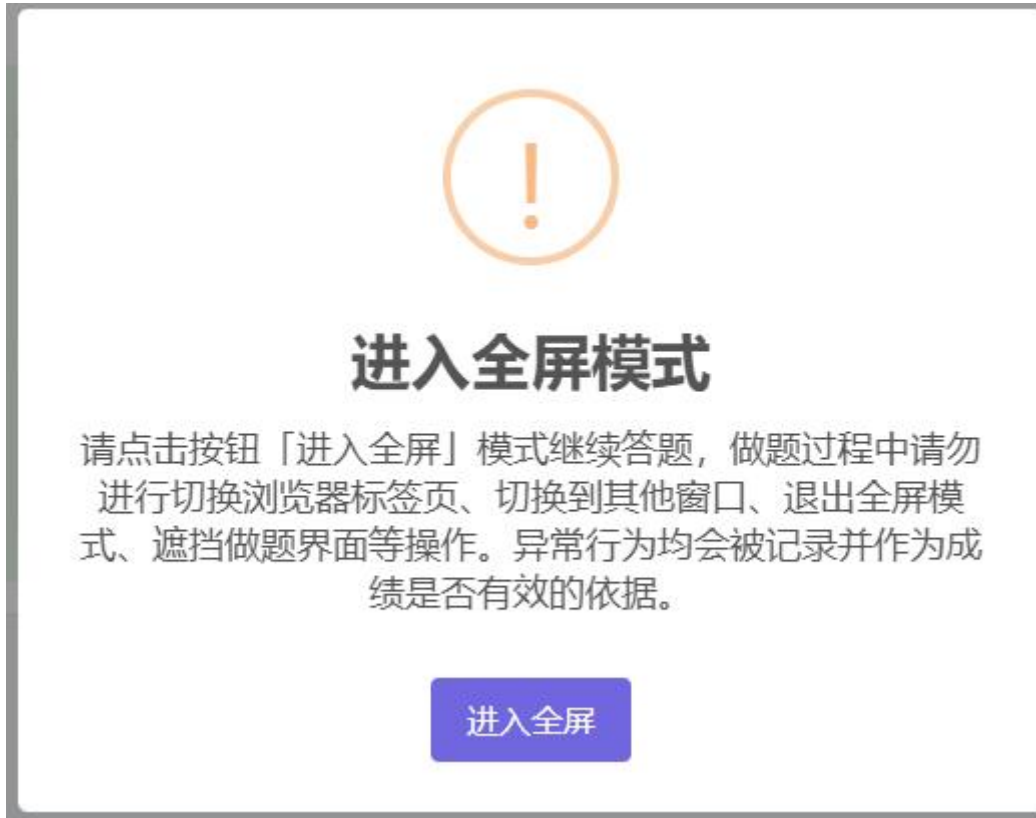 进入全屏模式
请点击按钮「进入全屏」模式继续答题，做题过程中请勿
进行切换浏览器标签页、切换到其他窗口、退出全屏模
式、遮挡做题界面等操作。异常行为均会被记录并作为成
绩是否有效的依据。
进入全屏